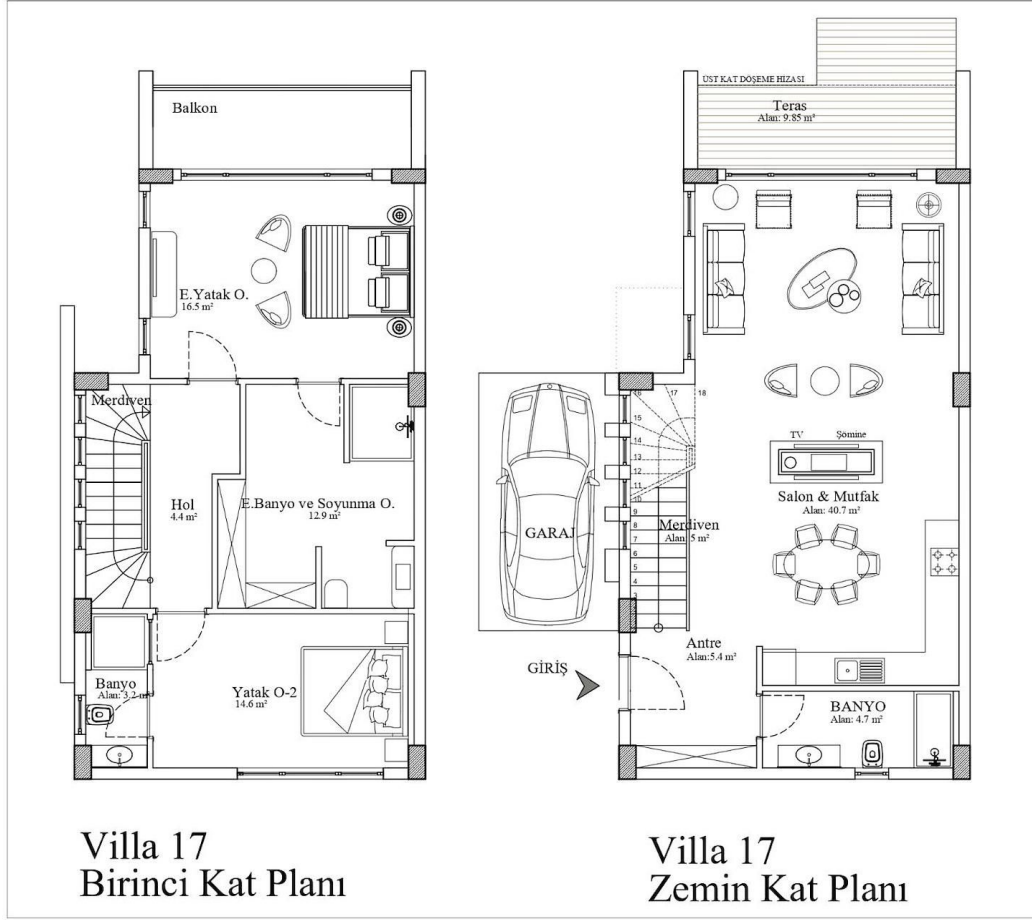 Balkon
E.Yatak O.
16.5 m²
Merdiven
Hol
4.4 m²
E.Banyo ve Soyunma O.
12.9 m²
Banyo
Alan: 3.2 m
Yatak O-2
14.6 m²
Villa 17
Birinci Kat Planı
ÜST KAT DÖŞEME HİZASI
Teras
Alan: 9.85 m²
16 17 18
15
14
13
12
11
10
9
8
7
6
5
4
3
TV Şömine
Salon & Mutfak
Alan: 40.7 m²
GARAJ
Merdiven
Alan: 5 m²
Antre
Alan:5.4 m²
GİRİŞ
BANYO
Alan: 4.7 m²
Villa 17
Zemin Kat Planı